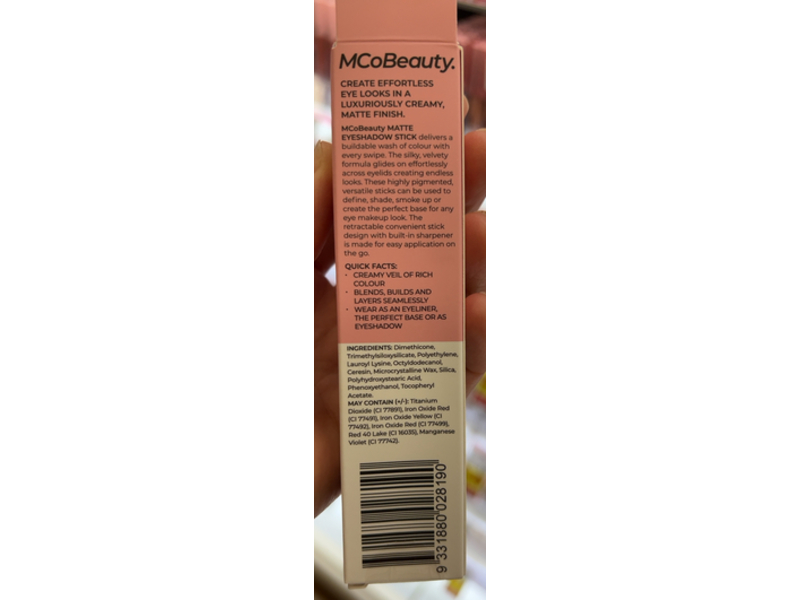 MCoBeauty.
CREATE EFFORTLESS
EYE LOOKS IN A
LUXURIOUSLY CREAMY,
MATTE FINISH.
MCoBeauty MATTE
EYESHADOW STICK delivers a
buildable wash of colour with
every swipe. The silky, velvety
formula glides on effortlessly
across eyelids creating endless
looks. These highly pigmented,
versatile sticks can be used to
define, shade, smoke up or
create the perfect base for any
eye makeup look. The
retractable convenient stick
design with built-in sharpener
is made for easy application on
the go.
QUICK FACTS:
• CREAMY VEIL OF RICH
COLOUR
• BLENDS, BUILDS AND
LAYERS SEAMLESSLY
• WEAR AS AN EYELINER,
THE PERFECT BASE OR AS
EYESHADOW
INGREDIENTS: Dimethicone,
Trimethylsiloxysilicate, Polyethylene,
Lauroyl Lysine, Octyldodecanol,
Ceresin, Microcrystalline Wax, Silica,
Polyhydroxystearic Acid,
Phenoxyethanol, Tocopheryl
Acetate.
MAY CONTAIN (+/-): Titanium
Dioxide (CI 77891), Iron Oxide Red
(CI 77491), Iron Oxide Yellow (CI
77492), Iron Oxide Red (CI 77499),
Red 40 Lake (CI 16035), Manganese
Violet (CI 77742).
9 331880 028190